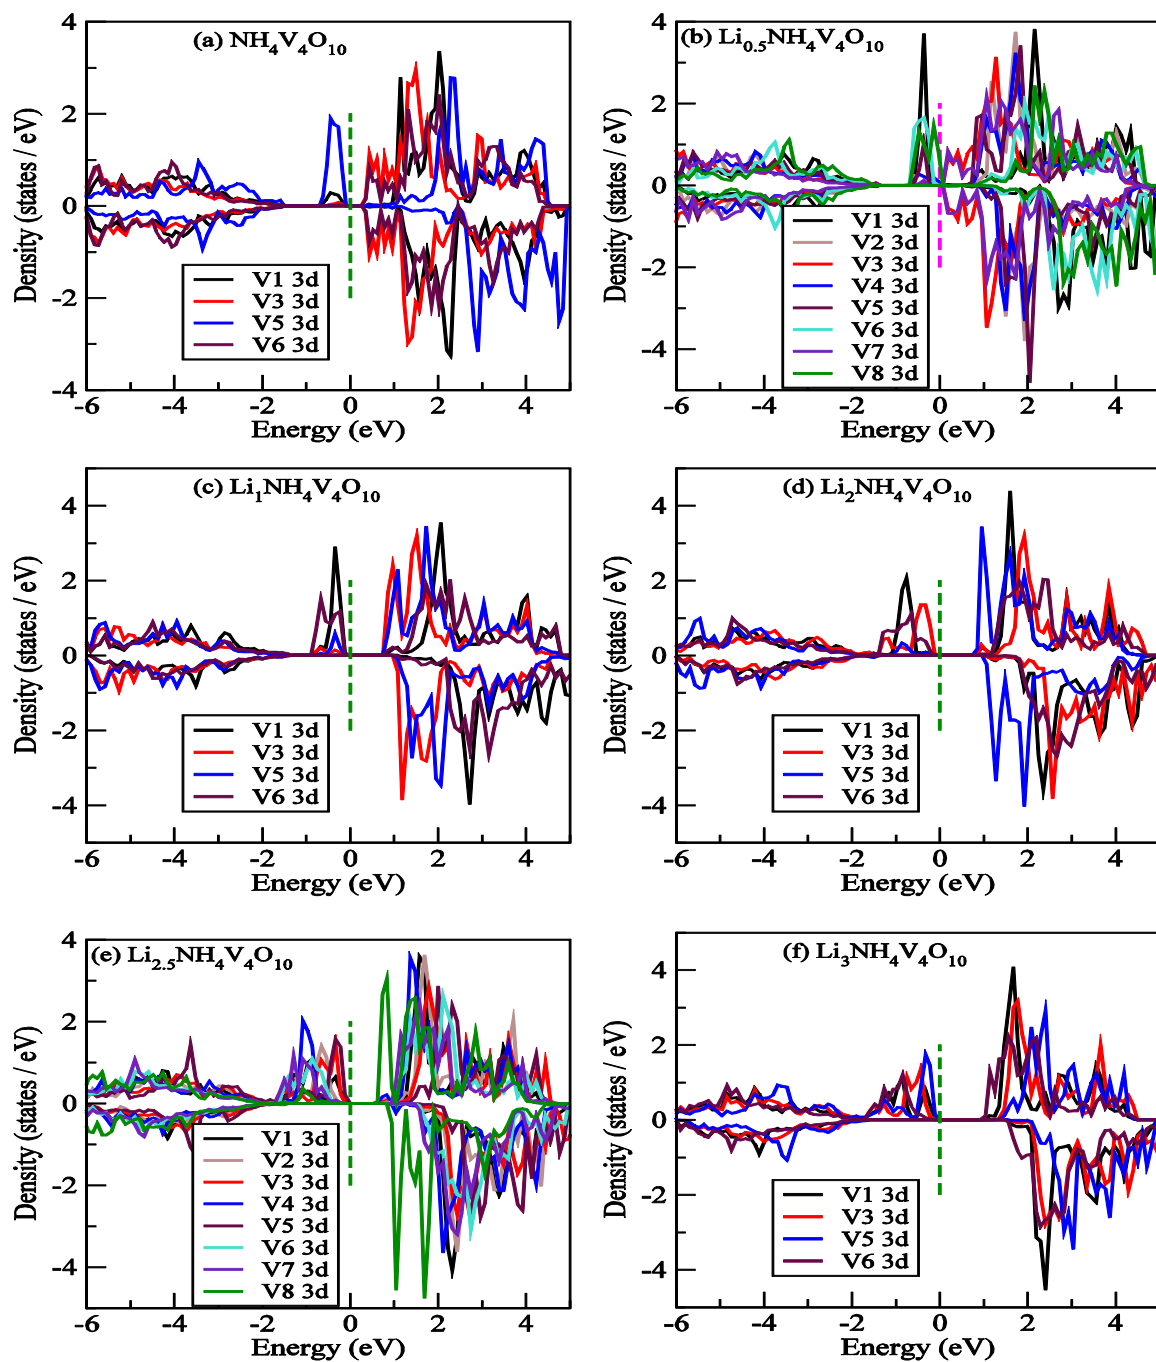 (a) NH4V4O10
Density (states / eV)
4
2
0
-2
-4
V1 3d
V3 3d
V5 3d
V6 3d
-6 -4 -2 0 2 4
Energy (eV)
(b) Li0.5NH4V4O10
Density (states / eV)
4
2
0
-2
-4
V1 3d
V2 3d
V3 3d
V4 3d
V5 3d
V6 3d
V7 3d
V8 3d
-6 -4 -2 0 2 4
Energy (eV)
(c) Li1NH4V4O10
Density (states / eV)
4
2
0
-2
-4
V1 3d
V3 3d
V5 3d
V6 3d
-6 -4 -2 0 2 4
Energy (eV)
(d) Li2NH4V4O10
Density (states / eV)
4
2
0
-2
-4
V1 3d
V3 3d
V5 3d
V6 3d
-6 -4 -2 0 2 4
Energy (eV)
(e) Li2.5NH4V4O10
Density (states / eV)
4
2
0
-2
-4
V1 3d
V2 3d
V3 3d
V4 3d
V5 3d
V6 3d
V7 3d
V8 3d
-6 -4 -2 0 2 4
Energy (eV)
(f) Li3NH4V4O10
Density (states / eV)
4
2
0
-2
-4
V1 3d
V3 3d
V5 3d
V6 3d
-6 -4 -2 0 2 4
Energy (eV)